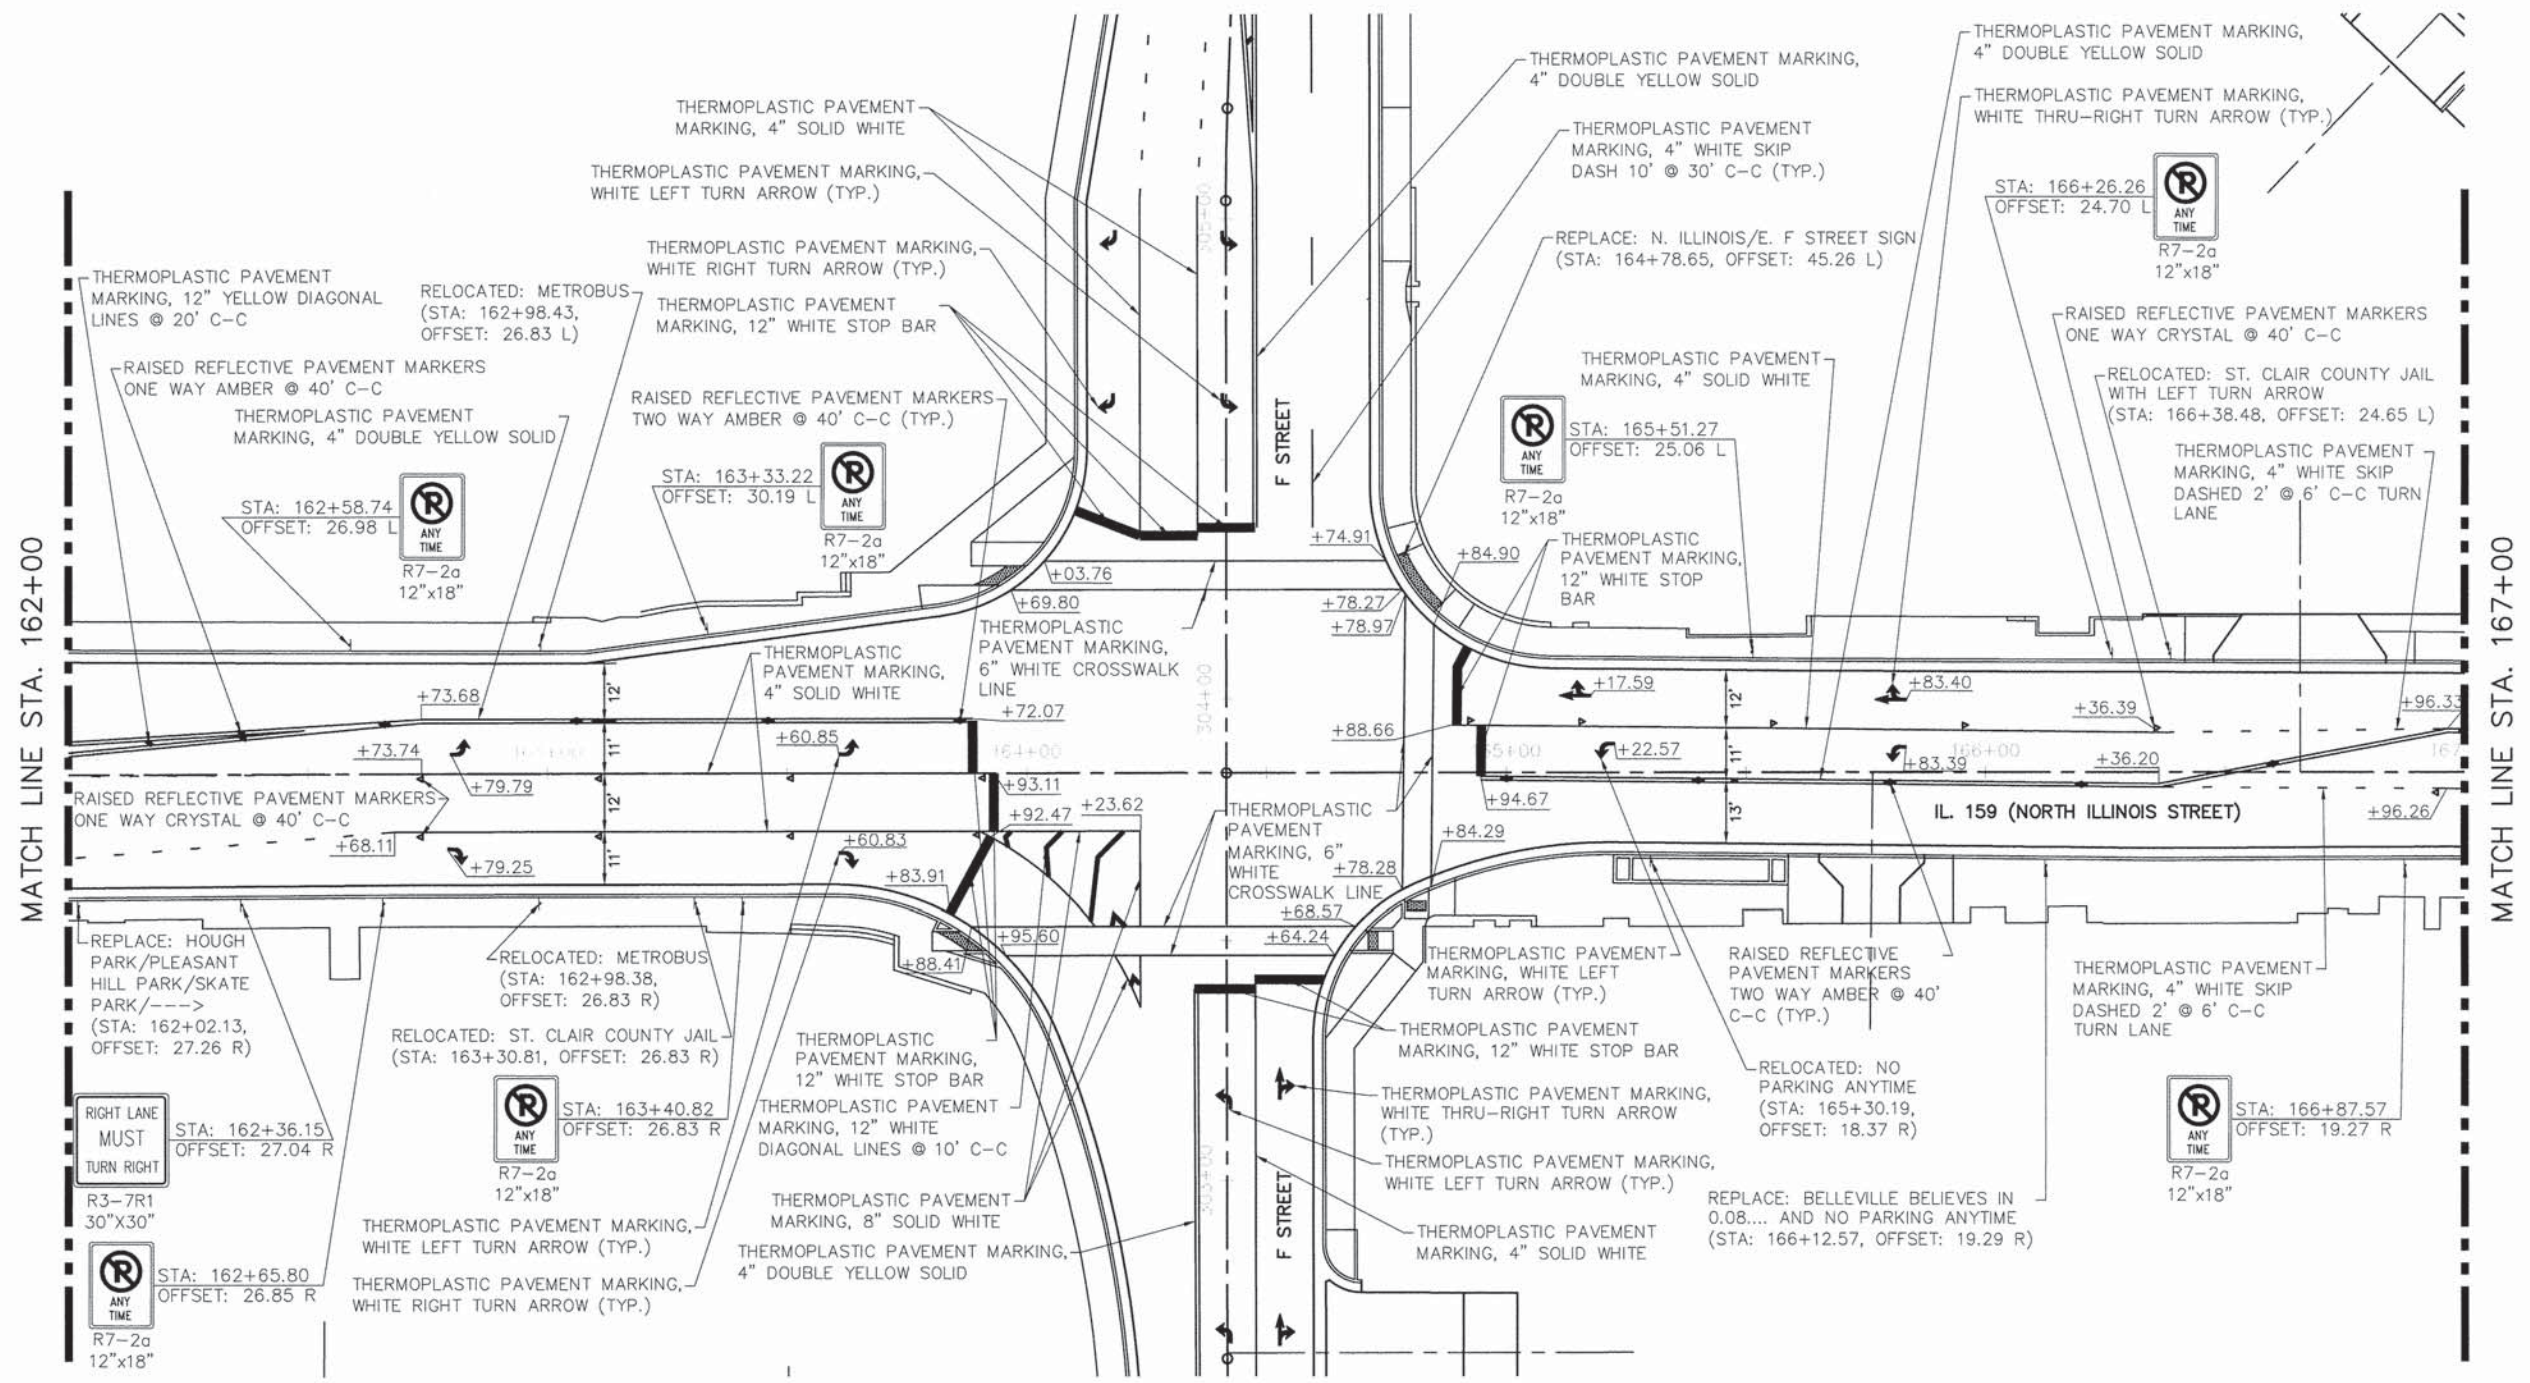 THERMOPLASTIC PAVEMENT MARKING,
4" DOUBLE YELLOW SOLID
THERMOPLASTIC PAVEMENT MARKING,
4" DOUBLE YELLOW SOLID
THERMOPLASTIC PAVEMENT MARKING,
WHITE THRU-RIGHT TURN ARROW (TYP.)
THERMOPLASTIC PAVEMENT
MARKING, 4" SOLID WHITE
THERMOPLASTIC PAVEMENT
MARKING, 4" WHITE SKIP
DASH 10' @ 30' C-C (TYP.)
THERMOPLASTIC PAVEMENT MARKING,
WHITE LEFT TURN ARROW (TYP.)
STA: 166+26.26
OFFSET: 24.70 L
P
ANY
TIME
R7-2a
12"x18"
305+00
THERMOPLASTIC PAVEMENT MARKING,
WHITE RIGHT TURN ARROW (TYP.)
REPLACE: N. ILLINOIS/E. F STREET SIGN
(STA: 164+78.65, OFFSET: 45.26 L)
THERMOPLASTIC PAVEMENT
MARKING, 12" YELLOW DIAGONAL
LINES @ 20' C-C
RELOCATED: METROBUS
(STA: 162+98.43,
OFFSET: 26.83 L)
THERMOPLASTIC PAVEMENT
MARKING, 12" WHITE STOP BAR
RAISED REFLECTIVE PAVEMENT MARKERS
ONE WAY CRYSTAL @ 40' C-C
RAISED REFLECTIVE PAVEMENT MARKERS
ONE WAY AMBER @ 40' C-C
THERMOPLASTIC PAVEMENT
MARKING, 4" SOLID WHITE
RELOCATED: ST. CLAIR COUNTY JAIL
WITH LEFT TURN ARROW
(STA: 166+38.48, OFFSET: 24.65 L)
THERMOPLASTIC PAVEMENT
MARKING, 4" DOUBLE YELLOW SOLID
RAISED REFLECTIVE PAVEMENT MARKERS
TWO WAY AMBER @ 40' C-C (TYP.)
F STREET
P
ANY
TIME
R7-2a
12"x18"
STA: 165+51.27
OFFSET: 25.06 L
THERMOPLASTIC PAVEMENT
MARKING, 4" WHITE SKIP
DASHED 2' @ 6' C-C TURN
LANE
STA: 162+58.74
OFFSET: 26.98 L
P
ANY
TIME
R7-2a
12"x18"
STA: 163+33.22
OFFSET: 30.19 L
P
ANY
TIME
R7-2a
12"x18"
+74.91
+84.90
THERMOPLASTIC
PAVEMENT MARKING,
12" WHITE STOP
BAR
MATCH LINE STA. 162+00
MATCH LINE STA. 167+00
+03.76
+69.80
+78.27
+78.97
THERMOPLASTIC
PAVEMENT MARKING,
6" WHITE CROSSWALK
LINE
THERMOPLASTIC
PAVEMENT MARKING,
4" SOLID WHITE
304+00
12'
+73.68
+72.07
+17.59
12'
+83.40
+36.39
+96.33
+88.66
+73.74
11'
+60.85
164+00
165+00
+22.57
11'
166+00
167
+79.79
+93.11
+83.39
+36.20
RAISED REFLECTIVE PAVEMENT MARKERS
ONE WAY CRYSTAL @ 40' C-C
12'
+92.47
+23.62
THERMOPLASTIC
PAVEMENT
MARKING, 6"
WHITE
CROSSWALK LINE
+94.67
13'
IL. 159 (NORTH ILLINOIS STREET)
+96.26
+68.11
+60.83
+84.29
+79.25
11'
+83.91
+78.28
+68.57
+95.60
+64.24
+88.41
REPLACE: HOUGH
PARK/PLEASANT
HILL PARK/SKATE
PARK/--->
(STA: 162+02.13,
OFFSET: 27.26 R)
RELOCATED: METROBUS
(STA: 162+98.38,
OFFSET: 26.83 R)
THERMOPLASTIC PAVEMENT
MARKING, WHITE LEFT
TURN ARROW (TYP.)
RAISED REFLECTIVE
PAVEMENT MARKERS
TWO WAY AMBER @ 40'
C-C (TYP.)
THERMOPLASTIC PAVEMENT
MARKING, 4" WHITE SKIP
DASHED 2' @ 6' C-C
TURN LANE
RELOCATED: ST. CLAIR COUNTY JAIL
(STA: 163+30.81, OFFSET: 26.83 R)
THERMOPLASTIC
PAVEMENT MARKING,
12" WHITE STOP BAR
THERMOPLASTIC PAVEMENT
MARKING, 12" WHITE STOP BAR
RELOCATED: NO
PARKING ANYTIME
(STA: 165+30.19,
OFFSET: 18.37 R)
RIGHT LANE
MUST
TURN RIGHT
R3-7R1
30"X30"
STA: 162+36.15
OFFSET: 27.04 R
P
ANY
TIME
R7-2a
12"x18"
STA: 163+40.82
OFFSET: 26.83 R
THERMOPLASTIC PAVEMENT
MARKING, 12" WHITE
DIAGONAL LINES @ 10' C-C
THERMOPLASTIC PAVEMENT MARKING,
WHITE THRU-RIGHT TURN ARROW
(TYP.)
P
ANY
TIME
R7-2a
12"x18"
STA: 166+87.57
OFFSET: 19.27 R
303+00
F STREET
THERMOPLASTIC PAVEMENT MARKING,
WHITE LEFT TURN ARROW (TYP.)
THERMOPLASTIC PAVEMENT
MARKING, 8" SOLID WHITE
REPLACE: BELLEVILLE BELIEVES IN
0.08.... AND NO PARKING ANYTIME
(STA: 166+12.57, OFFSET: 19.29 R)
THERMOPLASTIC PAVEMENT MARKING,
WHITE LEFT TURN ARROW (TYP.)
THERMOPLASTIC PAVEMENT MARKING,
4" DOUBLE YELLOW SOLID
THERMOPLASTIC PAVEMENT
MARKING, 4" SOLID WHITE
P
ANY
TIME
R7-2a
12"x18"
STA: 162+65.80
OFFSET: 26.85 R
THERMOPLASTIC PAVEMENT MARKING,
WHITE RIGHT TURN ARROW (TYP.)